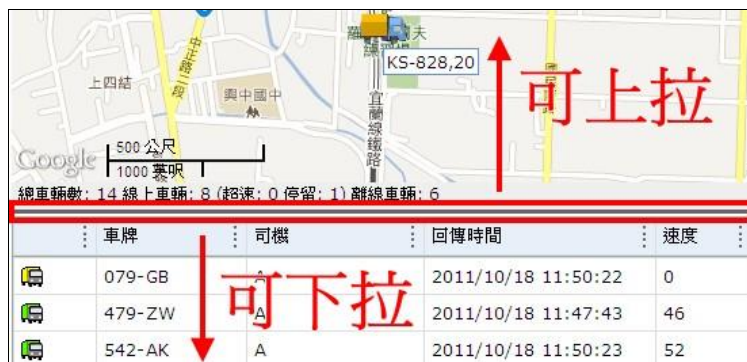 KS-828,20
可上拉
中正路二段
上四結
興中國中
宜蘭線鐵路
Google
500 公尺
1000 英呎
總車輛數: 14 線上車輛: 8 (超速: 0 停留: 1) 離線車輛: 6
車牌 司機 回傳時間 速度
079-GB A 2011/10/18 11:50:22 0
可下拉
479-ZW A 2011/10/18 11:47:43 46
542-AK A 2011/10/18 11:50:23 52